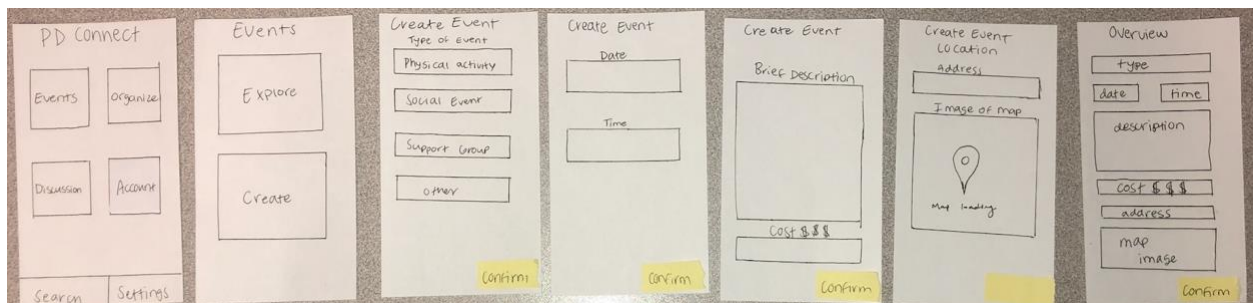 PD Connect
Events
Organize
Discussion
Account
Search
Settings
Events
Explore
Create
Create Event
Type of Event
Physical activity
Social Event
Support Group
other
Confirm
Create Event
Date
Time
Confirm
Create Event
Brief Description
Cost $$$
Confirm
Create Event
Location
address
Image of map
Map loading
Overview
type
date
time
description
cost $$$
address
map
image
Confirm